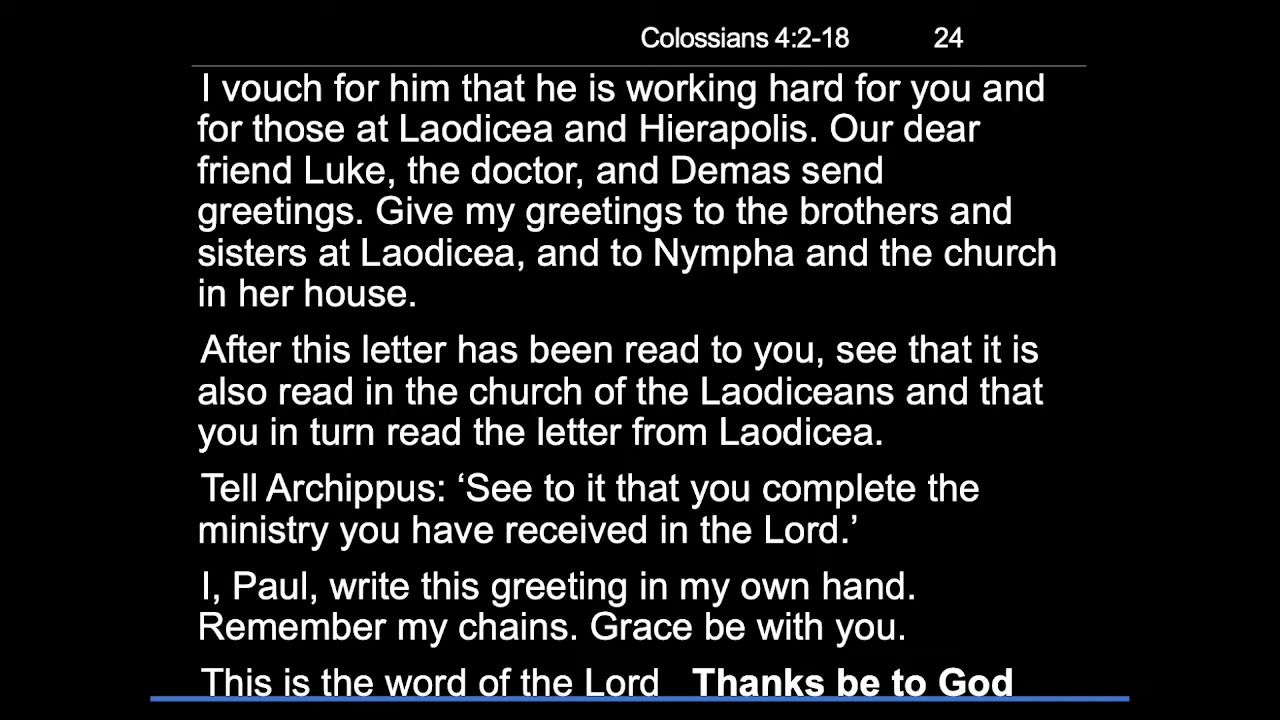 Colossians 4:2-18 24
I vouch for him that he is working hard for you and
for those at Laodicea and Hierapolis. Our dear
friend Luke, the doctor, and Demas send
greetings. Give my greetings to the brothers and
sisters at Laodicea, and to Nympha and the church
in her house.
After this letter has been read to you, see that it is
also read in the church of the Laodiceans and that
you in turn read the letter from Laodicea.
Tell Archippus: ‘See to it that you complete the
ministry you have received in the Lord.’
I, Paul, write this greeting in my own hand.
Remember my chains. Grace be with you.
This is the word of the Lord Thanks be to God